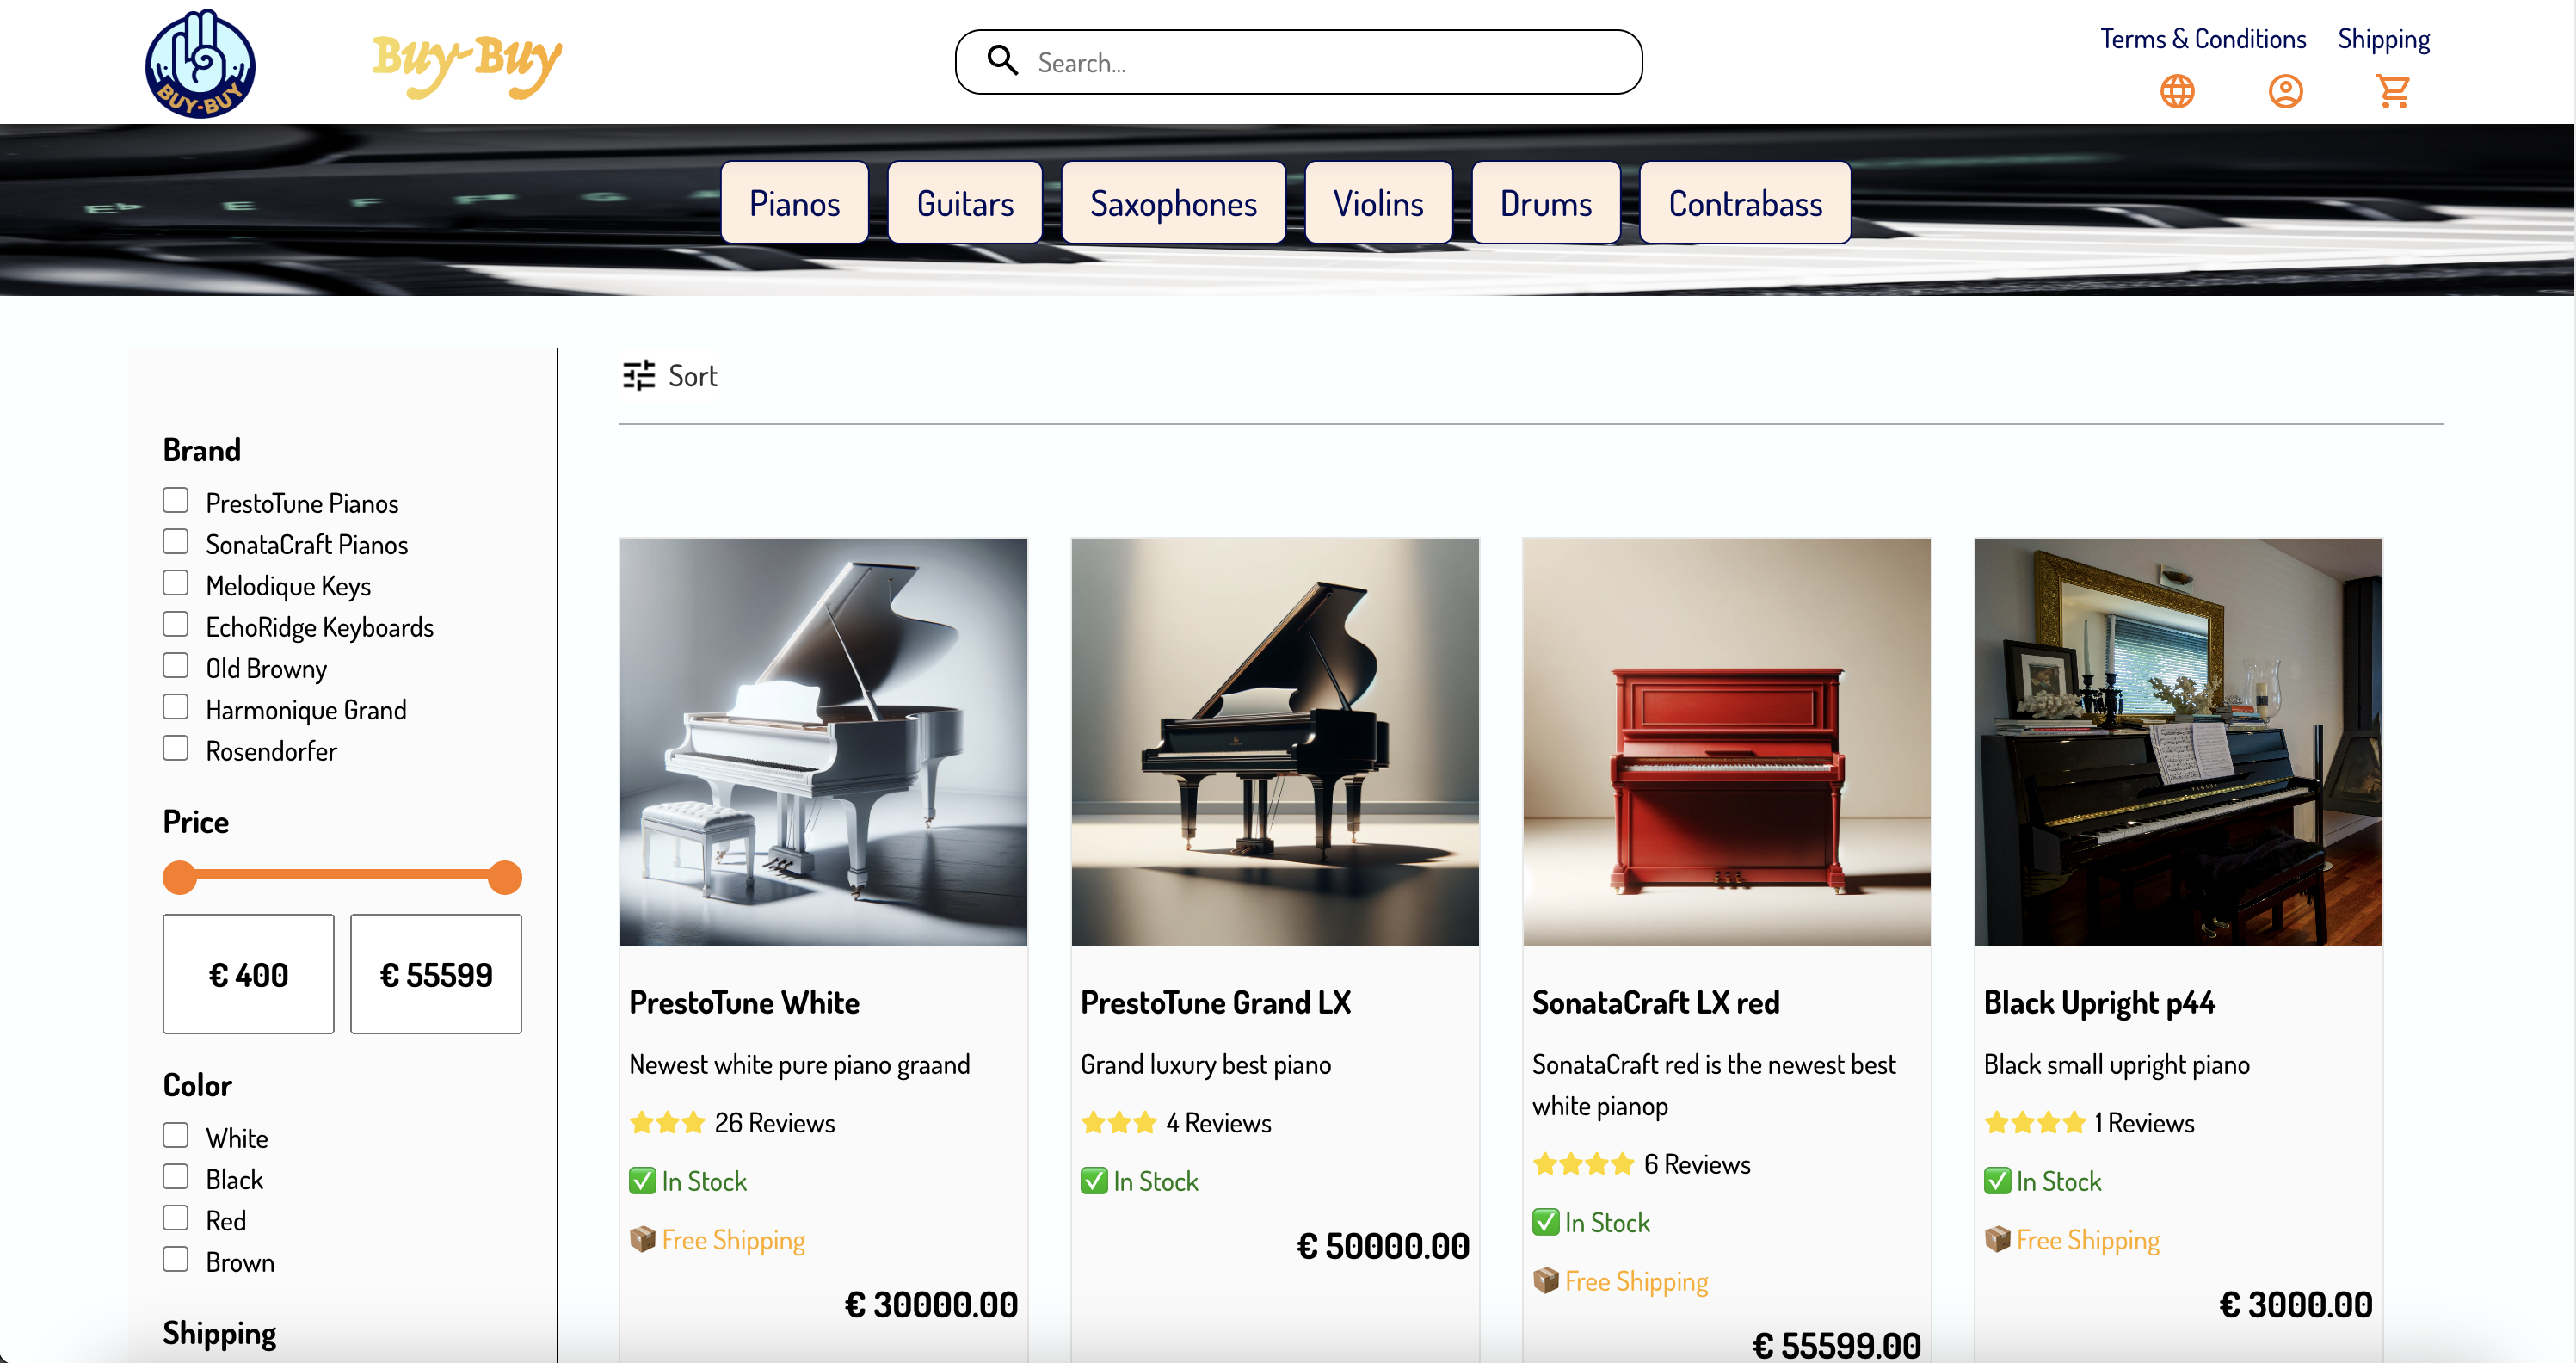 BUY-BUY
Buy-Buy
Search...
Terms & Conditions
Shipping
Eb E F F# G
Pianos
Guitars
Saxophones
Violins
Drums
Contrabass
Sort
Brand
PrestoTune Pianos
SonataCraft Pianos
Melodique Keys
EchoRidge Keyboards
Old Browny
Harmonique Grand
Rosendorfer
Price
€ 400
€ 55599
Color
White
Black
Red
Brown
Shipping
PrestoTune White
Newest white pure piano graand
26 Reviews
✅ In Stock
📦 Free Shipping
€ 30000.00
PrestoTune Grand LX
Grand luxury best piano
4 Reviews
✅ In Stock
€ 50000.00
SonataCraft LX red
SonataCraft red is the newest best
white pianop
6 Reviews
✅ In Stock
📦 Free Shipping
€ 55599.00
YAMAHA
Black Upright p44
Black small upright piano
1 Reviews
✅ In Stock
📦 Free Shipping
€ 3000.00